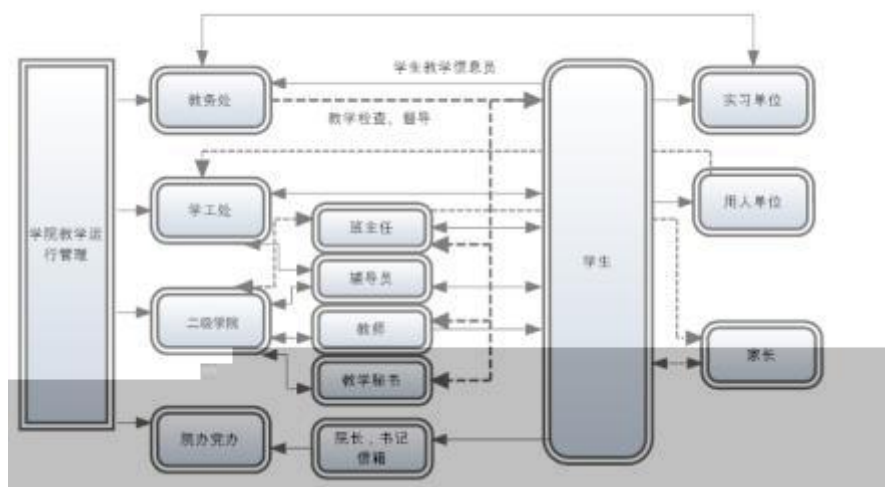 学生教学信息员
教务处
实习单位
教学检查、督导
学工处
用人单位
班主任
学院教学运
行管理
学生
辅导员
二级学院
教师
家长
教学秘书
院办党办
院长，书记
信箱